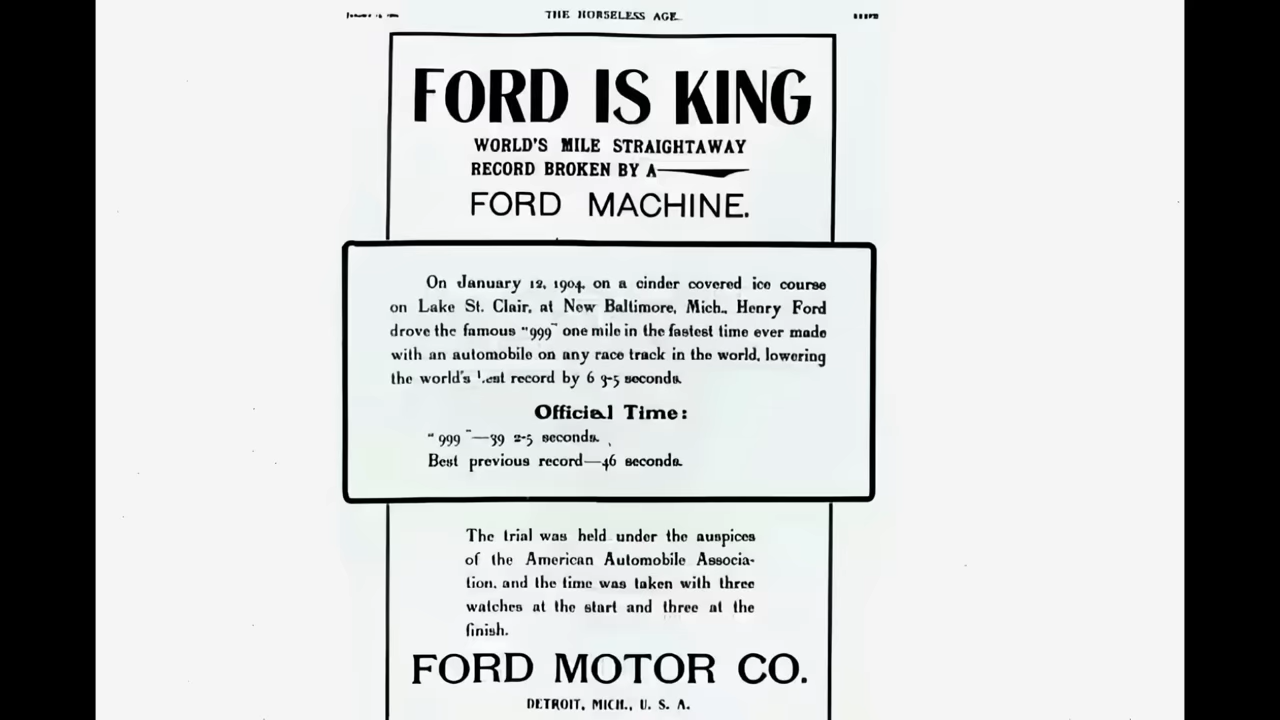 THE HORSELESS AGE.
FORD IS KING
WORLD'S MILE STRAIGHTAWAY
RECORD BROKEN BY A
FORD MACHINE.
On January 12, 1904, on a cinder covered ice course
on Lake St. Clair, at New Baltimore, Mich., Henry Ford
drove the famous "999" one mile in the fastest time ever made
with an automobile on any race track in the world, lowering
the world's record by 6 3-5 seconds.
Official Time:
"999"—39 2-5 seconds.
Best previous record—46 seconds.
The trial was held under the auspices
of the American Automobile Associa-
tion, and the time was taken with three
watches at the start and three at the
finish.
FORD MOTOR CO.
DETROIT, MICH., U. S. A.